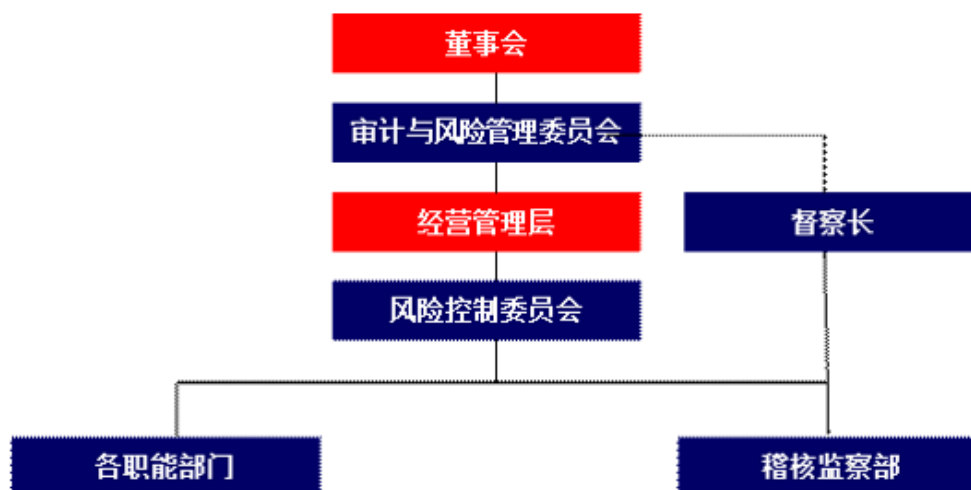 董事会
审计与风险管理委员会
经营管理层
督察长
风险控制委员会
各职能部门
稽核监察部